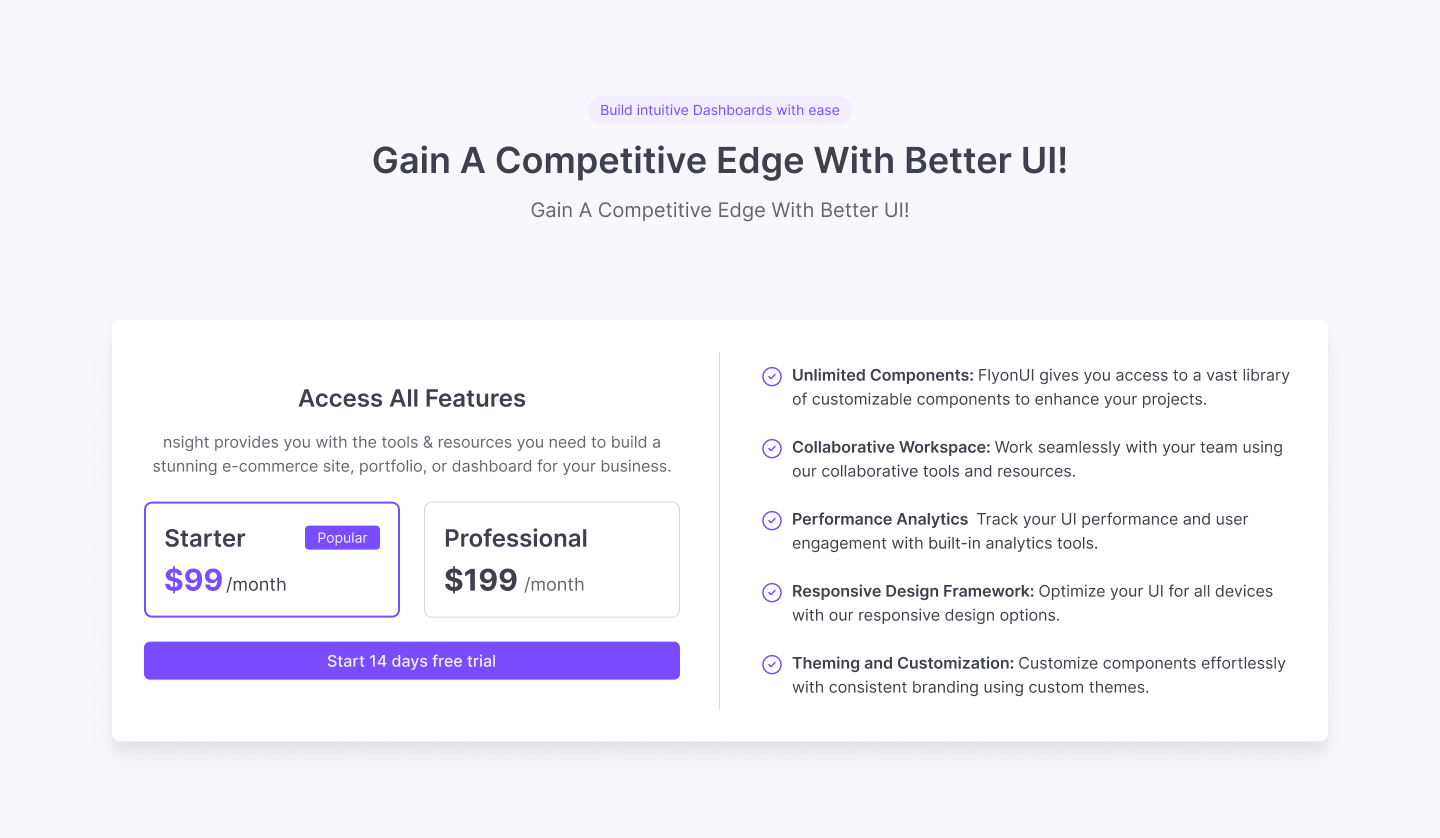 Build intuitive Dashboards with ease
Gain A Competitive Edge With Better UI!
Gain A Competitive Edge With Better UI!
Access All Features
nsight provides you with the tools & resources you need to build a
stunning e-commerce site, portfolio, or dashboard for your business.
Starter
Popular
$99/month
Professional
$199 /month
Start 14 days free trial
Unlimited Components: FlyonUI gives you access to a vast library
of customizable components to enhance your projects.
Collaborative Workspace: Work seamlessly with your team using
our collaborative tools and resources.
Performance Analytics  Track your UI performance and user
engagement with built-in analytics tools.
Responsive Design Framework: Optimize your UI for all devices
with our responsive design options.
Theming and Customization: Customize components effortlessly
with consistent branding using custom themes.